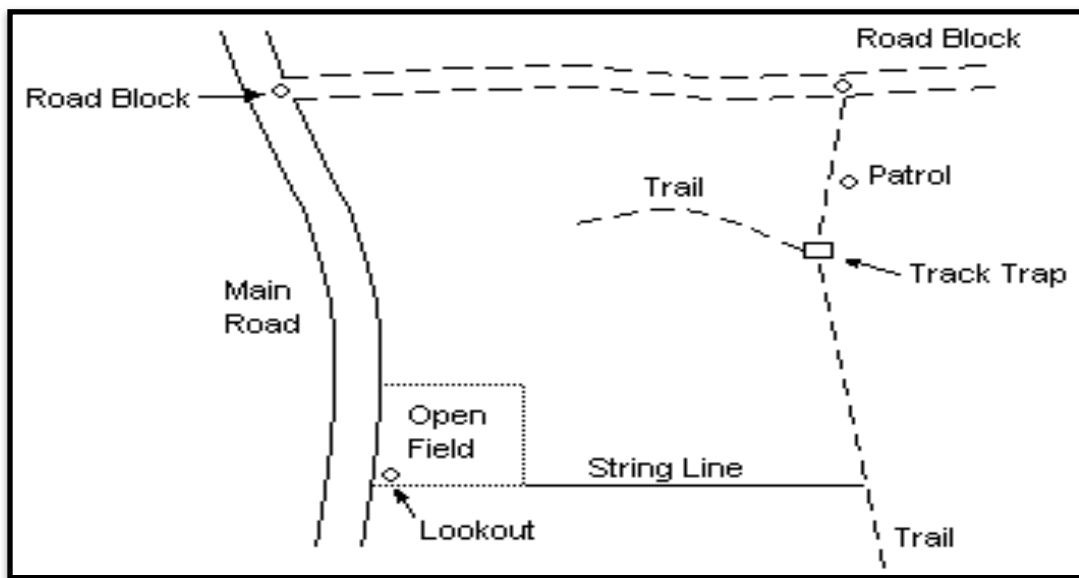 Road Block
Road Block
Trail
Patrol
Track Trap
Main
Road
Open
Field
String Line
Lookout
Trail